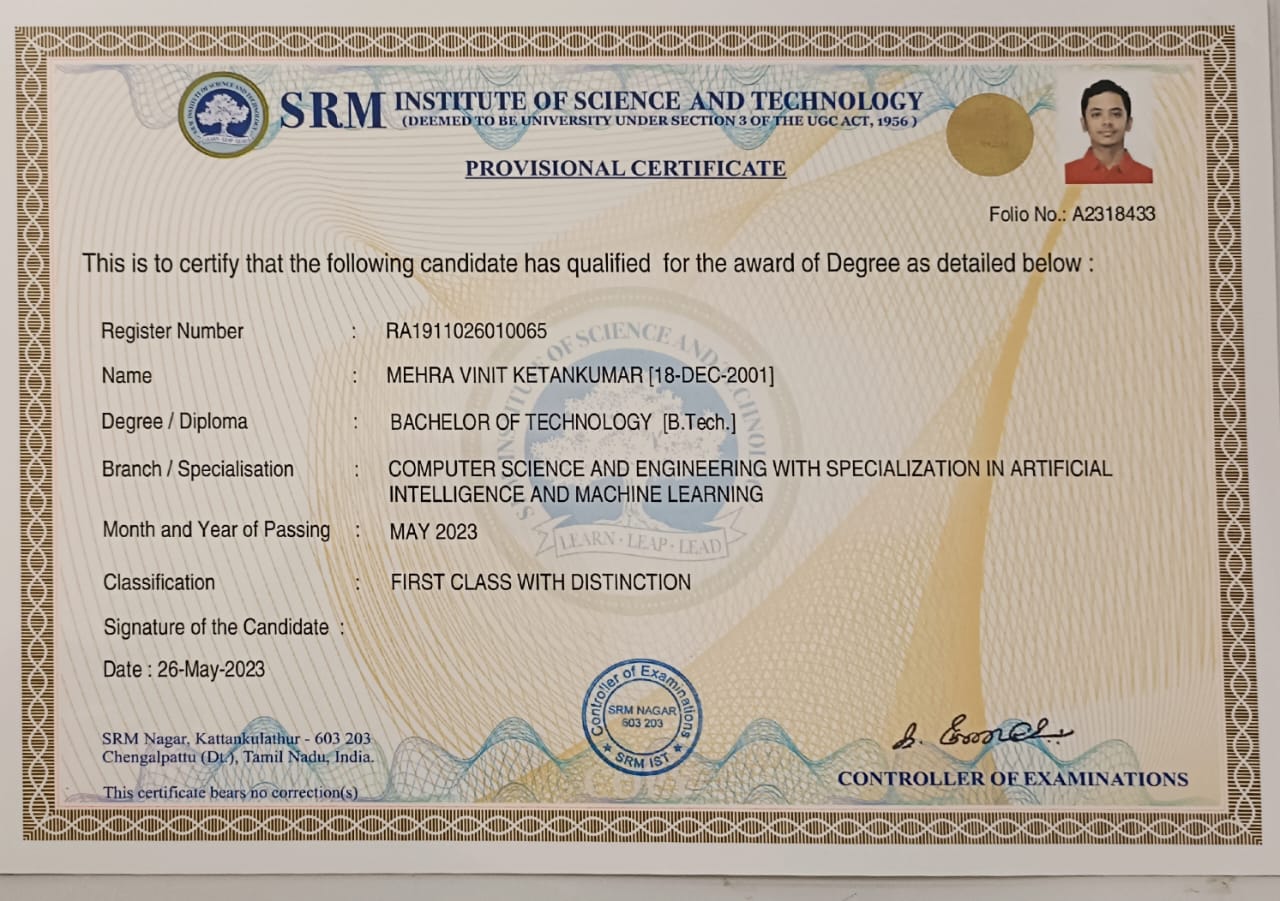 SRM INSTITUTE OF SCIENCE AND TECHNOLOGY
(DEEMED TO BE UNIVERSITY UNDER SECTION 3 OF THE UGC ACT, 1956 )
PROVISIONAL CERTIFICATE
Folio No.: A2318433
This is to certify that the following candidate has qualified for the award of Degree as detailed below :
Register Number : RA1911026010065
Name : MEHRA VINIT KETANKUMAR [18-DEC-2001]
Degree / Diploma : BACHELOR OF TECHNOLOGY [B.Tech.]
Branch / Specialisation : COMPUTER SCIENCE AND ENGINEERING WITH SPECIALIZATION IN ARTIFICIAL
INTELLIGENCE AND MACHINE LEARNING
Month and Year of Passing : MAY 2023
LEARN · LEAP · LEAD
Classification : FIRST CLASS WITH DISTINCTION
Signature of the Candidate :
Date : 26-May-2023
Controller of Examinations
SRM NAGAR
603 203
★ SRM IST ★
SRM Nagar, Kattankulathur - 603 203
Chengalpattu (Dt.), Tamil Nadu, India.
CONTROLLER OF EXAMINATIONS
This certificate bears no correction(s)